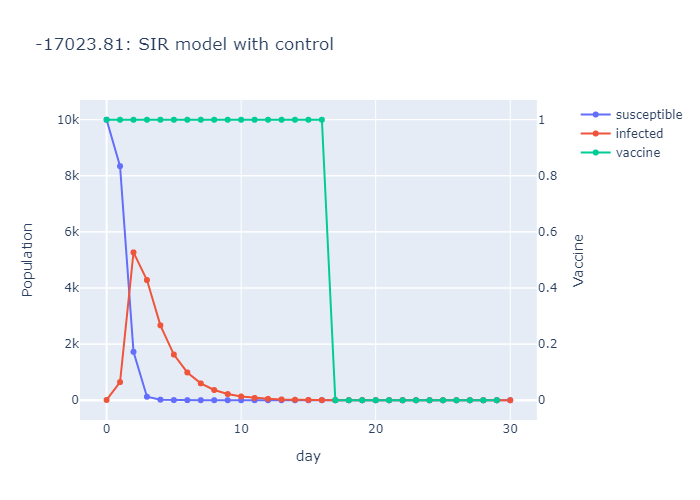 -17023.81: SIR model with control
susceptible
infected
vaccine
Population
10k
8k
6k
4k
2k
0
1
0.8
0.6
0.4
0.2
0
Vaccine
0
10
20
30
day